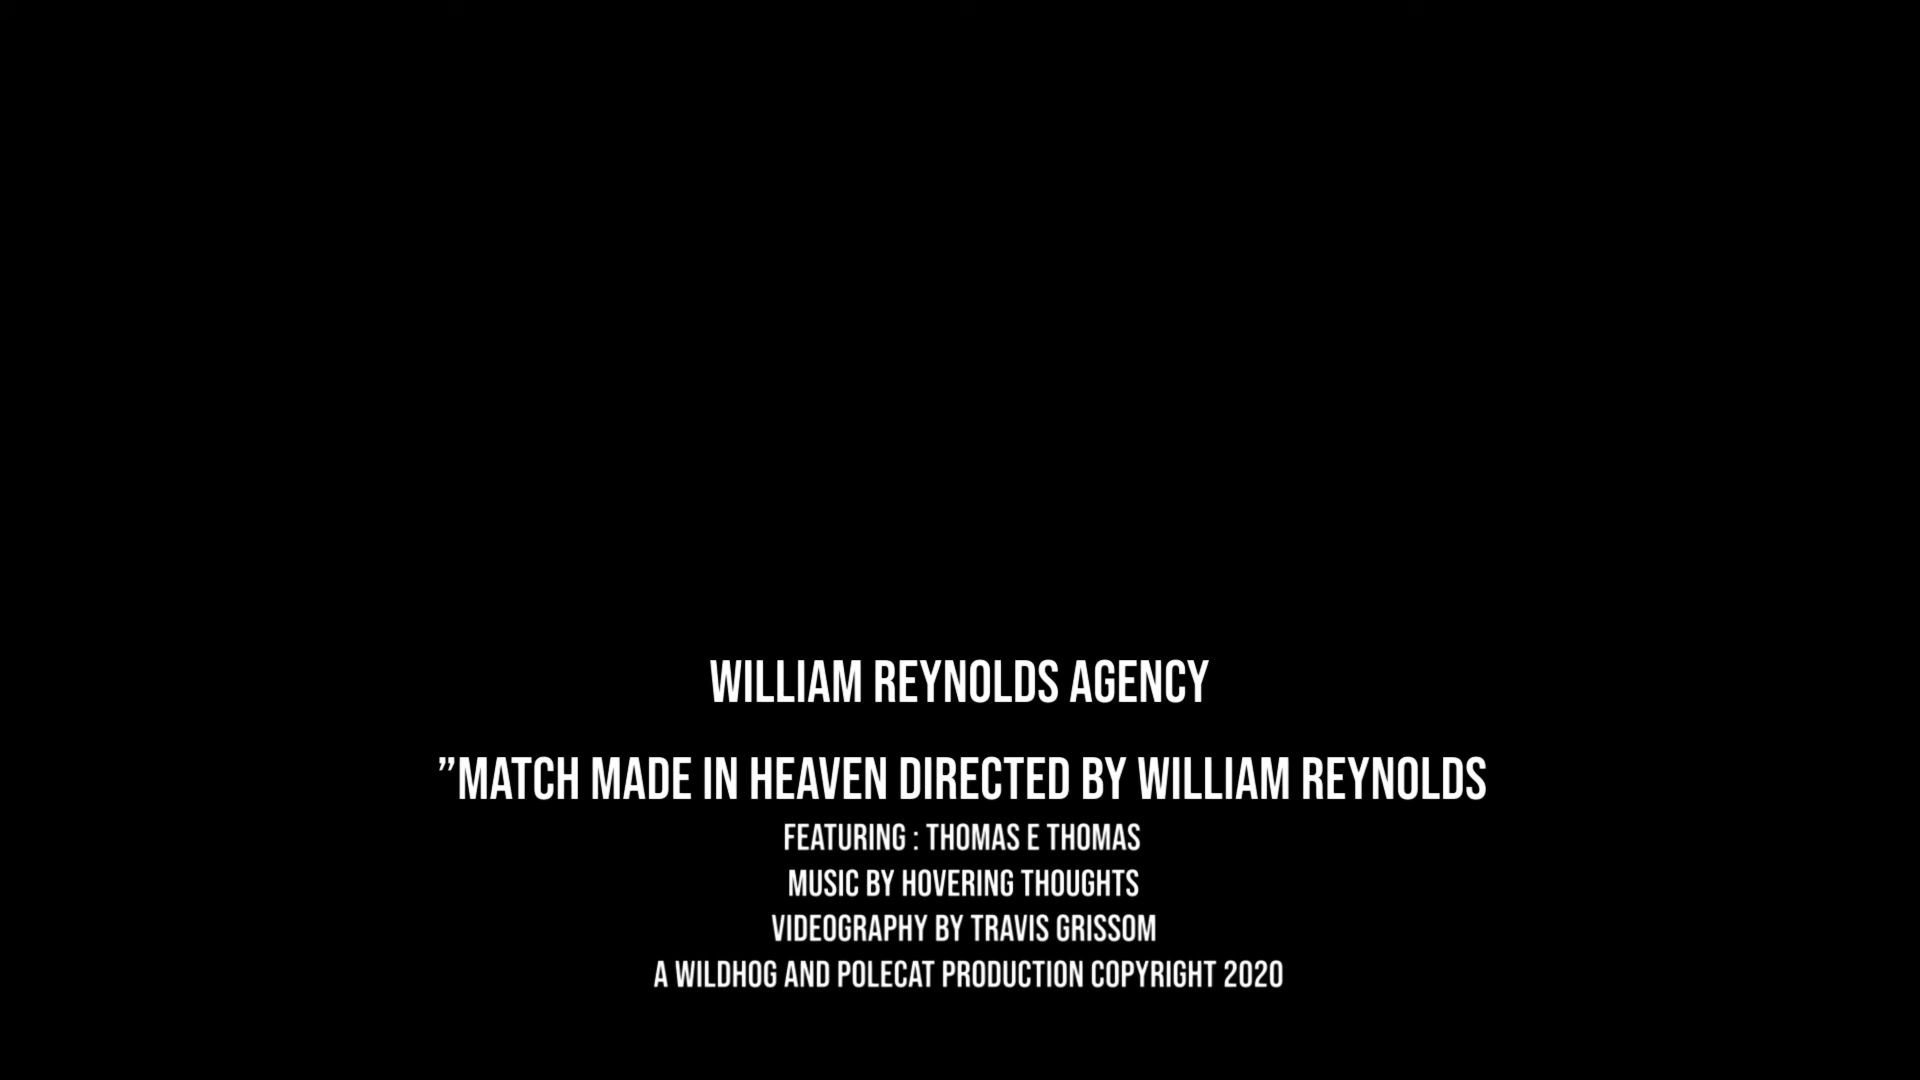 WILLIAM REYNOLDS AGENCY
”MATCH MADE IN HEAVEN DIRECTED BY WILLIAM REYNOLDS
FEATURING : THOMAS E THOMAS
MUSIC BY HOVERING THOUGHTS
VIDEOGRAPHY BY TRAVIS GRISSOM
A WILDHOG AND POLECAT PRODUCTION COPYRIGHT 2020